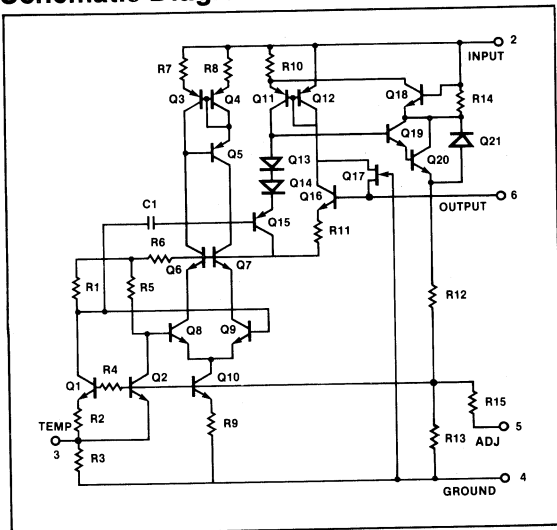 Schematic Diag
R7
R8
R10
2
INPUT
Q3
Q4
Q11
Q12
Q18
R14
Q5
Q19
Q21
Q13
Q20
Q14
Q17
Q16
6
OUTPUT
C1
Q15
R6
R11
Q6
Q7
R1
R5
R12
Q8
Q9
R4
Q1
Q2
Q10
R15
R2
TEMP
3
R9
R13
5
ADJ
R3
4
GROUND